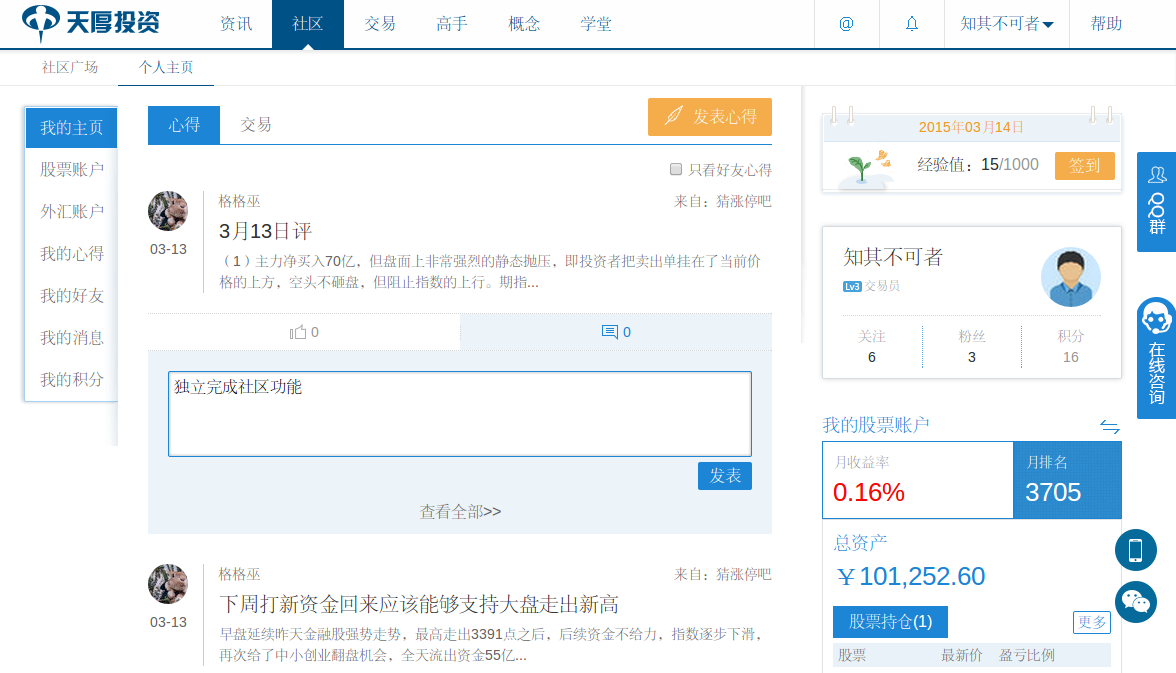 天厚投资 资讯 社区 交易 高手 概念 学堂 @ 知其不可者 帮助
社区广场 个人主页
我的主页
股票账户
外汇账户
我的心得
我的好友
我的消息
我的积分
心得 交易 发表心得
只看好友心得
格格巫 来自：猜涨停吧
3月13日评
03-13
（1）主力净买入70亿，但盘面上非常强烈的静态抛压，即投资者把卖出单挂在了当前价
格的上方，空头不砸盘，但阻止指数的上行。期指...
0 0
独立完成社区功能
发表
查看全部>>
格格巫 来自：猜涨停吧
下周打新资金回来应该能够支持大盘走出新高
03-13
早盘延续昨天金融股强势走势，最高走出3391点之后，后续资金不给力，指数逐步下滑，
再次给了中小创业翻盘机会，全天流出资金55亿...
2015年03月14日
经验值：15/1000 签到
知其不可者
Lv3 交易员
关注 粉丝 积分
6 3 16
我的股票账户
月收益率 月排名
0.16% 3705
总资产
￥101,252.60
股票持仓(1) 更多
股票 最新价 盈亏比例
群
在线咨询